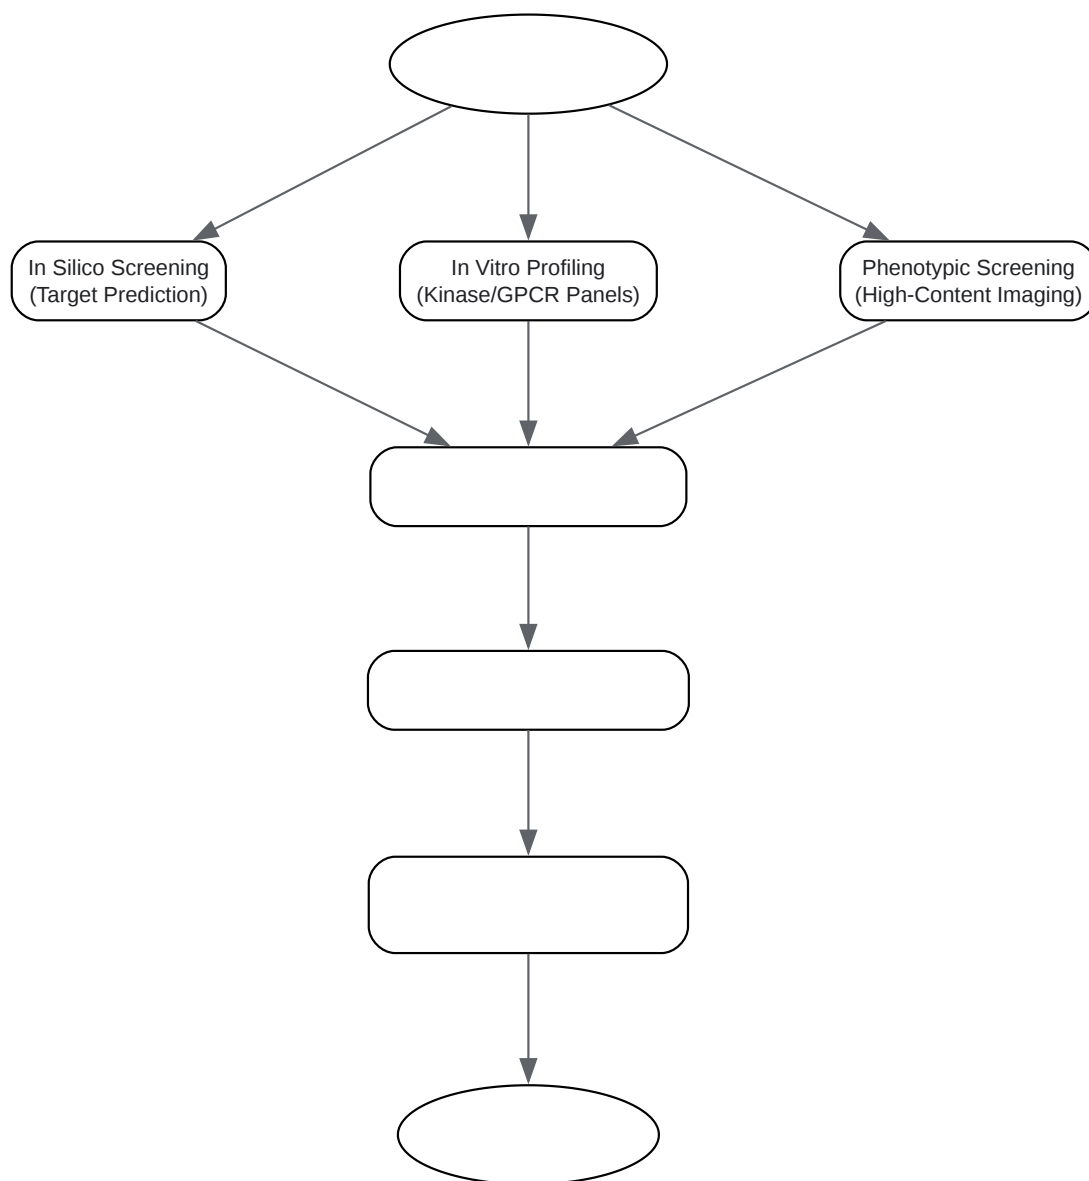 In Silico Screening
(Target Prediction)
In Vitro Profiling
(Kinase/GPCR Panels)
Phenotypic Screening
(High-Content Imaging)